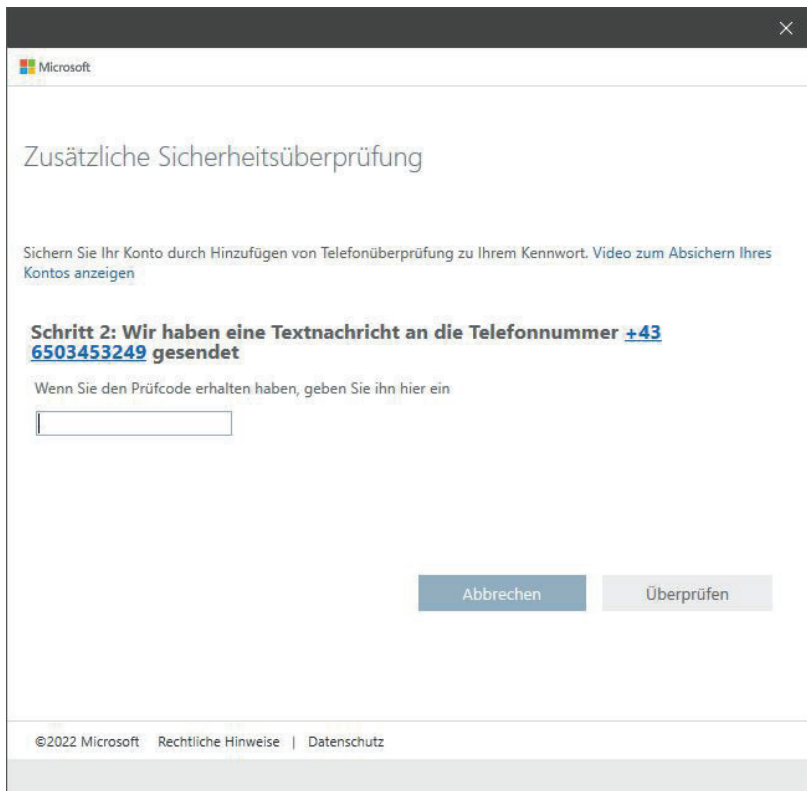 Microsoft
Zusätzliche Sicherheitsüberprüfung
Sichern Sie Ihr Konto durch Hinzufügen von Telefonüberprüfung zu Ihrem Kennwort. Video zum Absichern Ihres
Kontos anzeigen
Schritt 2: Wir haben eine Textnachricht an die Telefonnummer +43
6503453249 gesendet
Wenn Sie den Prüfcode erhalten haben, geben Sie ihn hier ein
Abbrechen Überprüfen
©2022 Microsoft Rechtliche Hinweise | Datenschutz